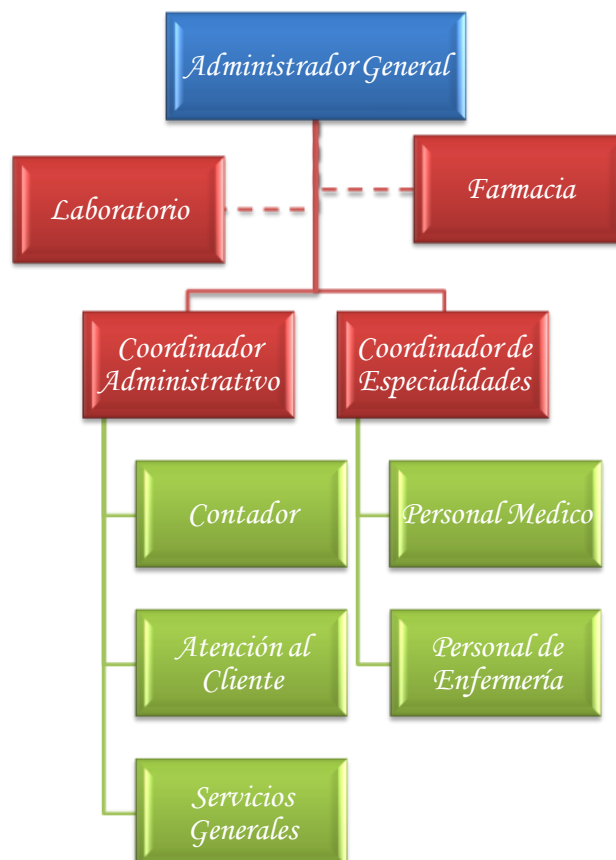 Administrador General
Farmacia
Laboratorio
Coordinador
Administrativo
Coordinador de
Especialidades
Contador
Personal Medico
Atención al
Cliente
Personal de
Enfermería
Servicios
Generales